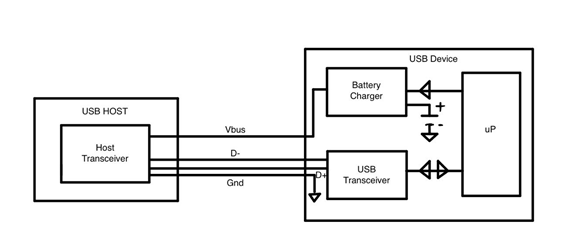 USB Device
Battery
Charger
+
-
uP
USB HOST
Host
Transceiver
Vbus
D-
D+
Gnd
USB
Transceiver